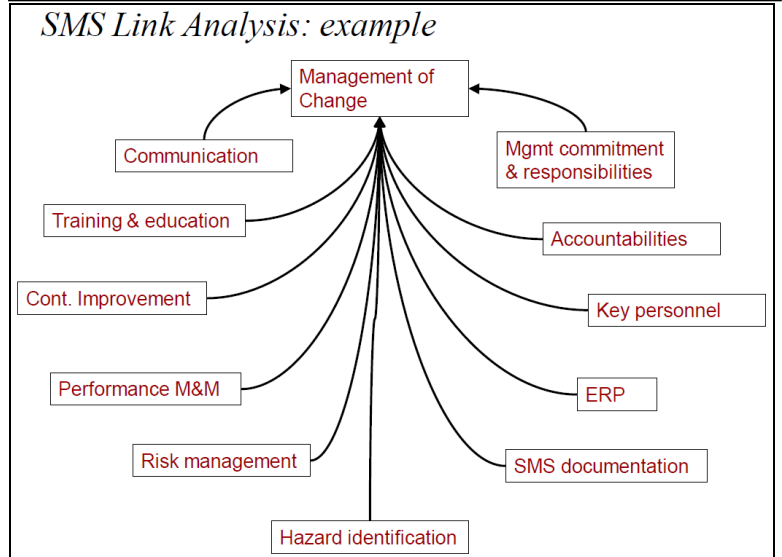 SMS Link Analysis: example
Management of
Change
Communication
Mgmt commitment
& responsibilities
Training & education
Accountabilities
Cont. Improvement
Key personnel
Performance M&M
ERP
Risk management
SMS documentation
Hazard identification